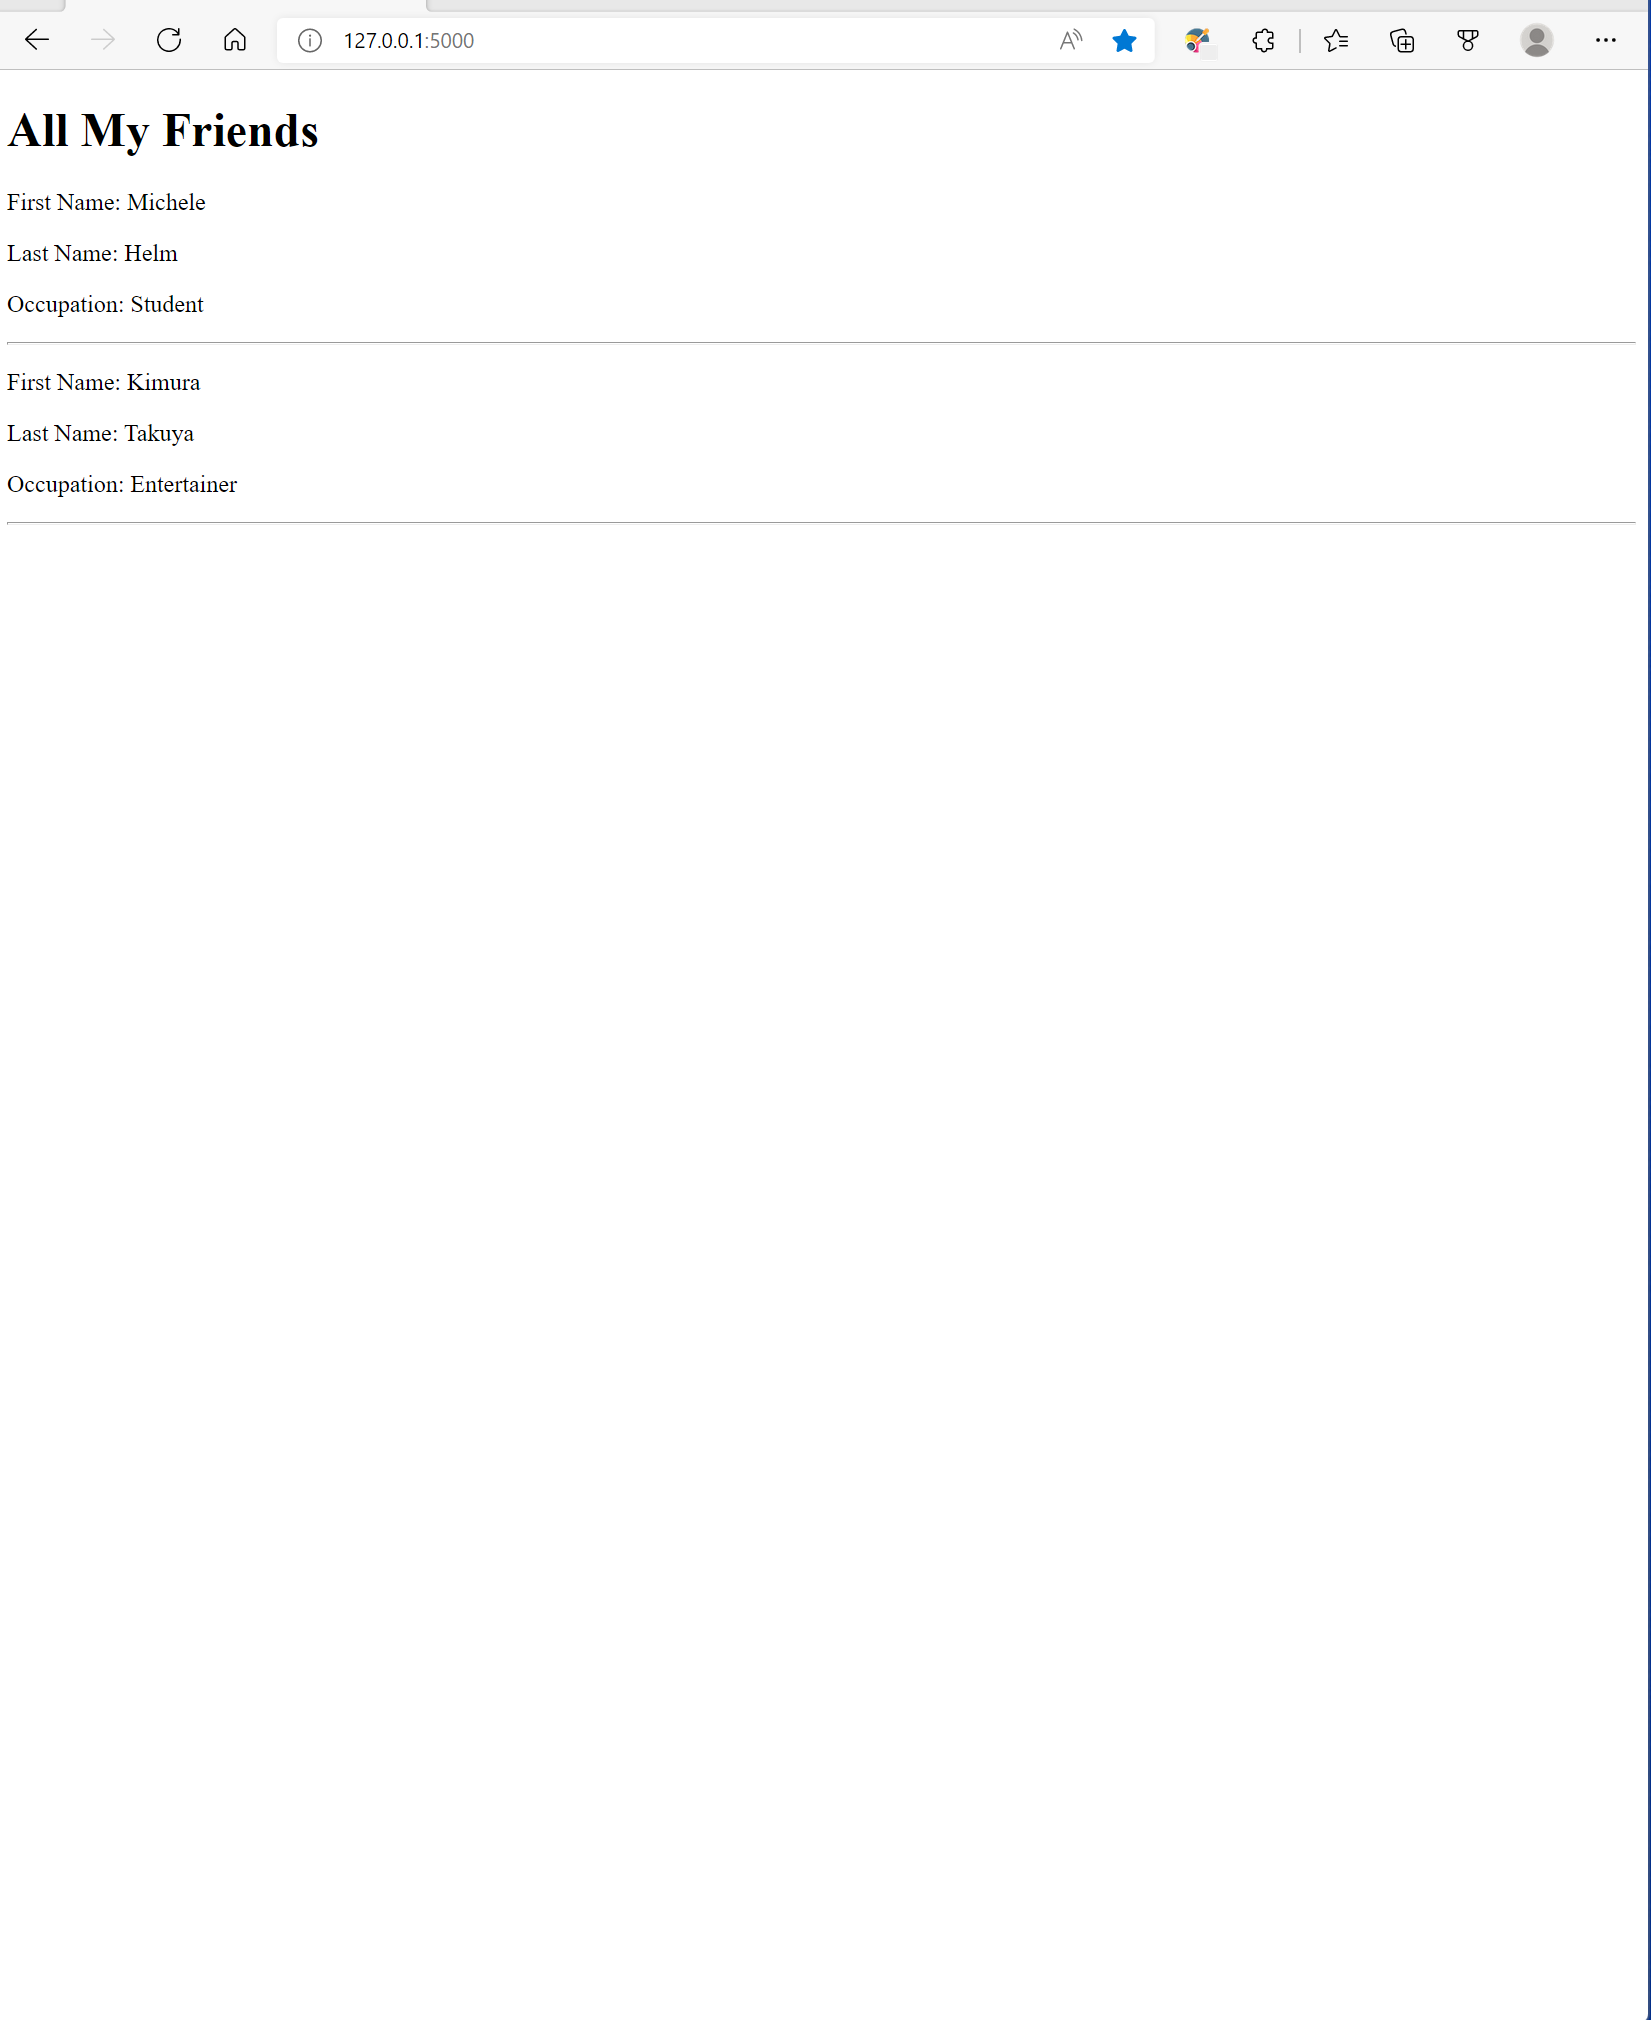 127.0.0.1:5000
All My Friends
First Name: Michele
Last Name: Helm
Occupation: Student
First Name: Kimura
Last Name: Takuya
Occupation: Entertainer